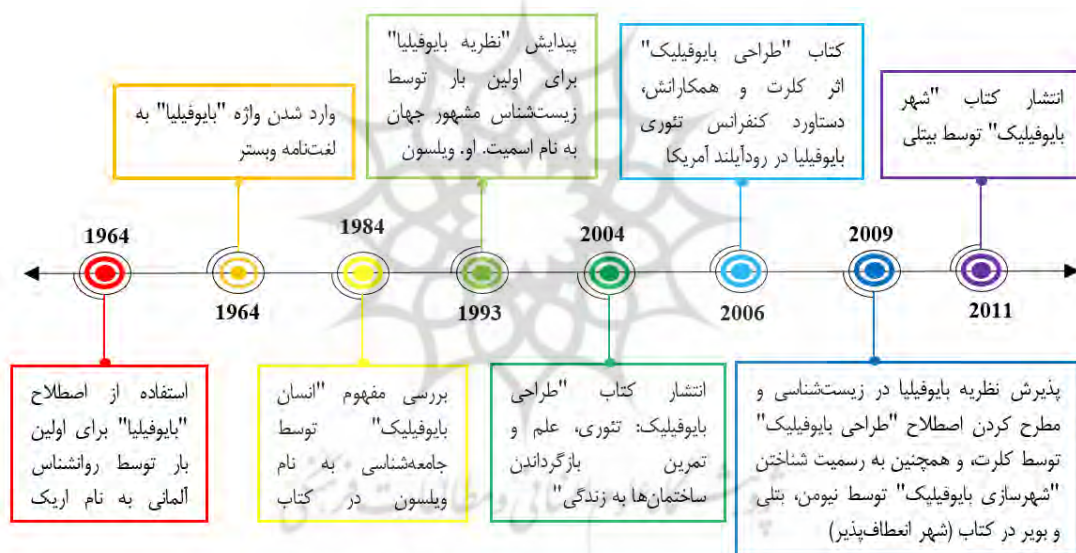 1964
استفاده از اصطلاح
"بایوفیلیا" برای اولین
بار توسط روانشناس
آلمانی به نام اریک
وارد شدن واژه "بایوفیلیا" به
لغت‌نامه وبستر
1964
1984
بررسی مفهوم "انسان
بایوفیلیک" توسط
جامعه‌شناسی به نام
ویلسون در کتاب
پیدایش "نظریه بایوفیلیا"
برای اولین بار توسط
زیست‌شناس مشهور جهان
به نام اسمیت. او. ویلسون
1993
2004
انتشار کتاب "طراحی
بایوفیلیک: تئوری، علم و
تمرین بازگرداندن
ساختمان‌ها به زندگی"
کتاب "طراحی بایوفیلیک"
اثر کلرت و همکارانش،
دستاورد کنفرانس تئوری
بایوفیلیا در رودآیلند آمریکا
2006
2009
پذیرش نظریه بایوفیلیا در زیست‌شناسی و
مطرح کردن اصطلاح "طراحی بایوفیلیک"
توسط کلرت، و همچنین به رسمیت شناختن
"شهرسازی بایوفیلیک" توسط نیومن، بتلی
و بویر در کتاب (شهر انعطاف‌پذیر)
انتشار کتاب "شهر
بایوفیلیک" توسط بیتلی
2011
انسانی و مطالعات فرهنگی